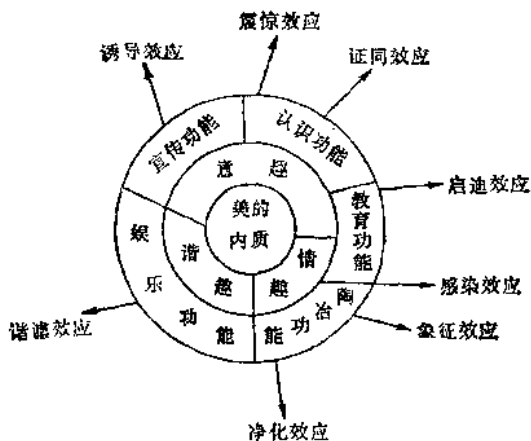 震惊效应
诱导效应
证同效应
宣传功能
认识功能
意趣
启迪效应
美的
内质
教育功能
娱乐功能
谐趣
情趣
感染效应
陶冶功能
谐滤效应
象征效应
净化效应